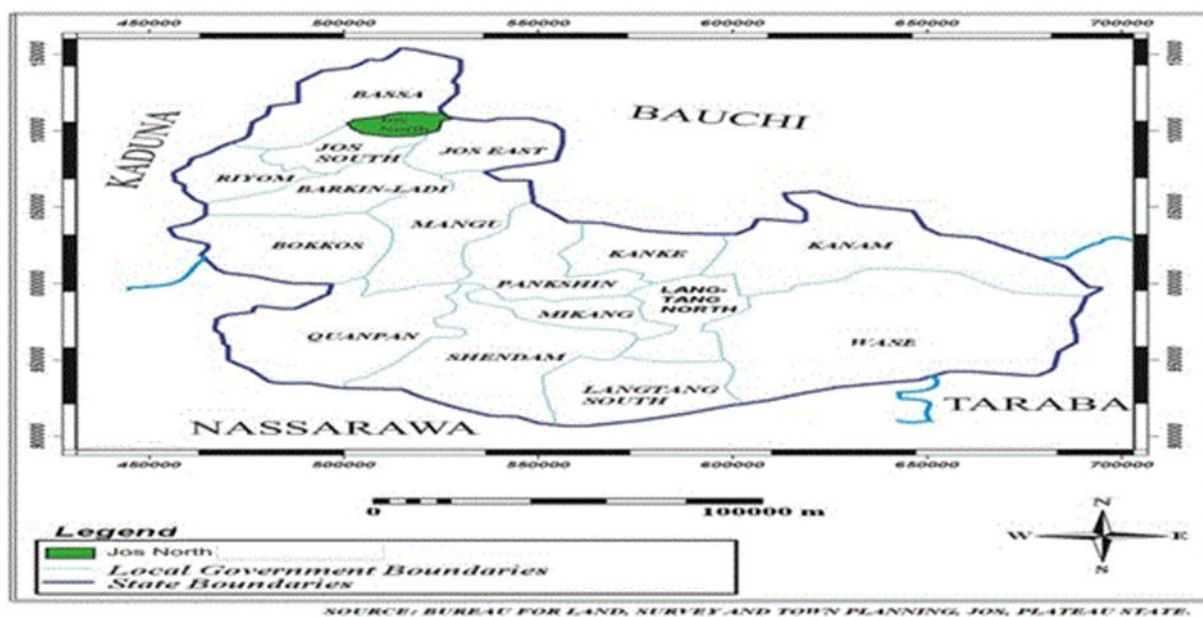 450000 500000 550000 600000 650000 700000
BASSA
Jos North
KADUNA
BAUCHI
JOS SOUTH
JOS EAST
RIYOM
BARKIN-LADI
MANGU
BOKKOS
KANKE
KANAM
PANKSHIN
LANG-
TANG
NORTH
MIKANG
QUANPAN
SHENDAM
WASE
LANGTANG
SOUTH
NASSARAWA
TARABA
450000 500000 550000 600000 650000 700000
0 100000 m
N
W E
S
Legend
Jos North
Local Government Boundaries
State Boundaries
SOURCE: BUREAU FOR LAND, SURVEY AND TOWN PLANNING, JOS, PLATEAU STATE.